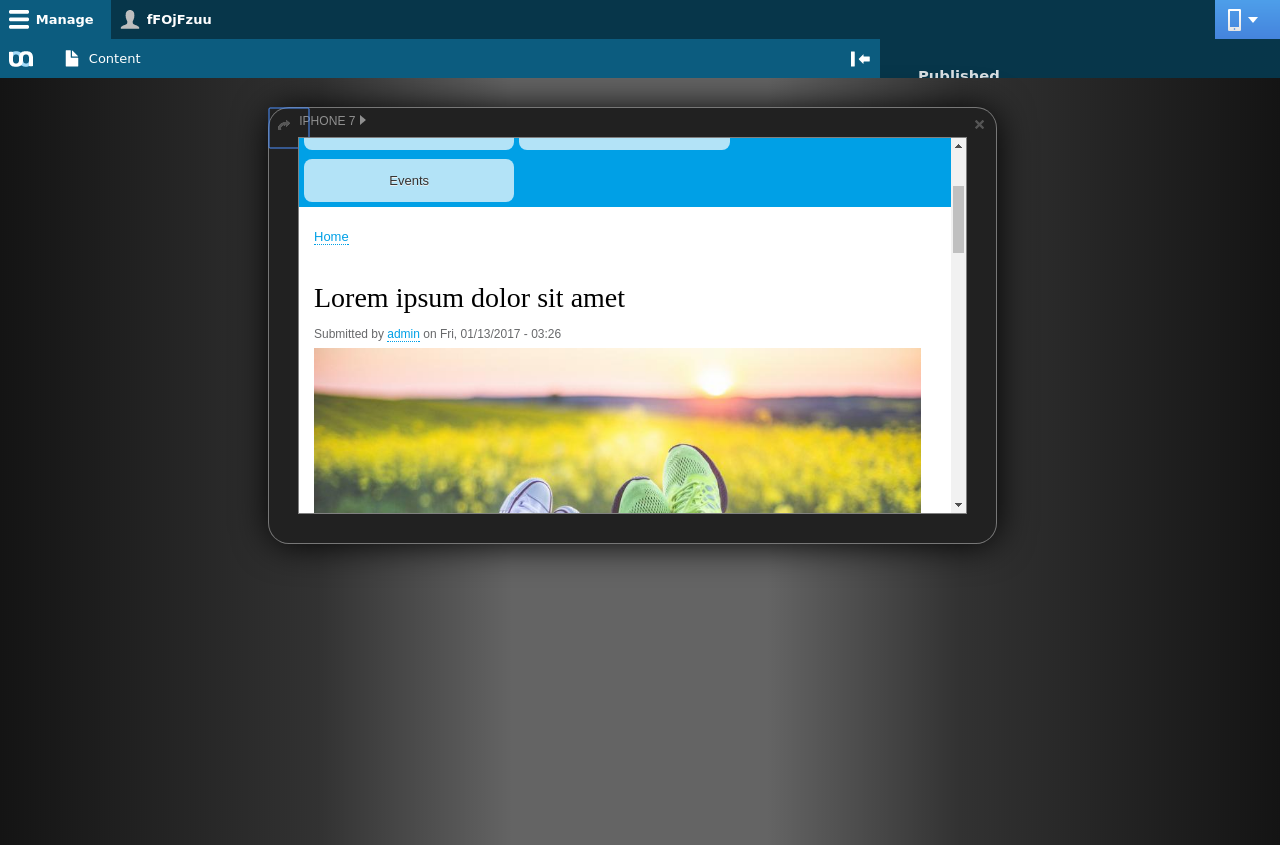 Manage
fFOjFzuu
Content
Published
IPHONE 7
Events
Home
Lorem ipsum dolor sit amet
Submitted by admin on Fri, 01/13/2017 - 03:26